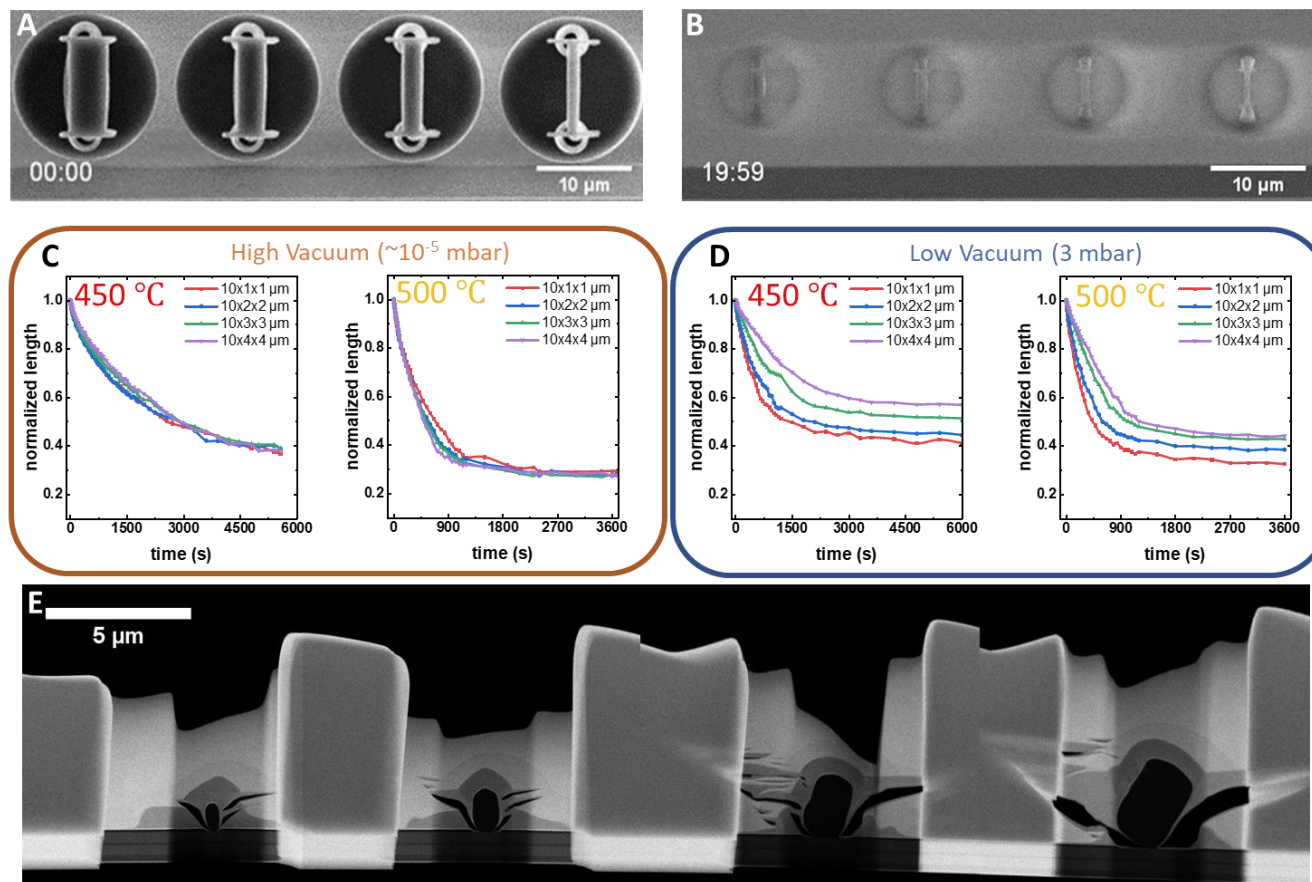 A
00:00
10 µm
B
19:59
10 µm
C
High Vacuum (~10⁻⁵ mbar)
450 °C
10x1x1 µm
10x2x2 µm
10x3x3 µm
10x4x4 µm
1.0
0.8
0.6
0.4
0.2
normalized length
0 1500 3000 4500 6000
time (s)
500 °C
10x1x1 µm
10x2x2 µm
10x3x3 µm
10x4x4 µm
1.0
0.8
0.6
0.4
0.2
normalized length
0 900 1800 2700 3600
time (s)
D
Low Vacuum (3 mbar)
450 °C
10x1x1 µm
10x2x2 µm
10x3x3 µm
10x4x4 µm
1.0
0.8
0.6
0.4
0.2
normalized length
0 1500 3000 4500 6000
time (s)
500 °C
10x1x1 µm
10x2x2 µm
10x3x3 µm
10x4x4 µm
1.0
0.8
0.6
0.4
0.2
normalized length
0 900 1800 2700 3600
time (s)
E
5 µm